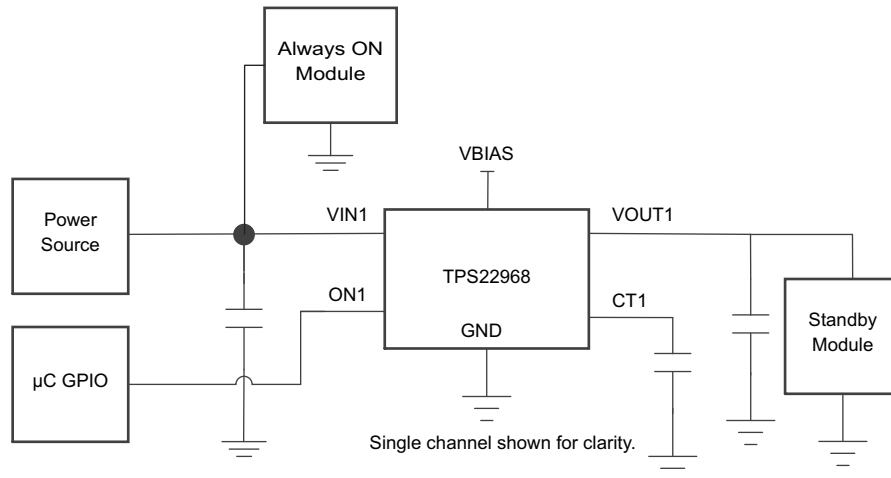 Always ON
Module
VBIAS
Power
Source
VIN1
VOUT1
TPS22968
ON1
CT1
GND
Standby
Module
µC GPIO
Single channel shown for clarity.